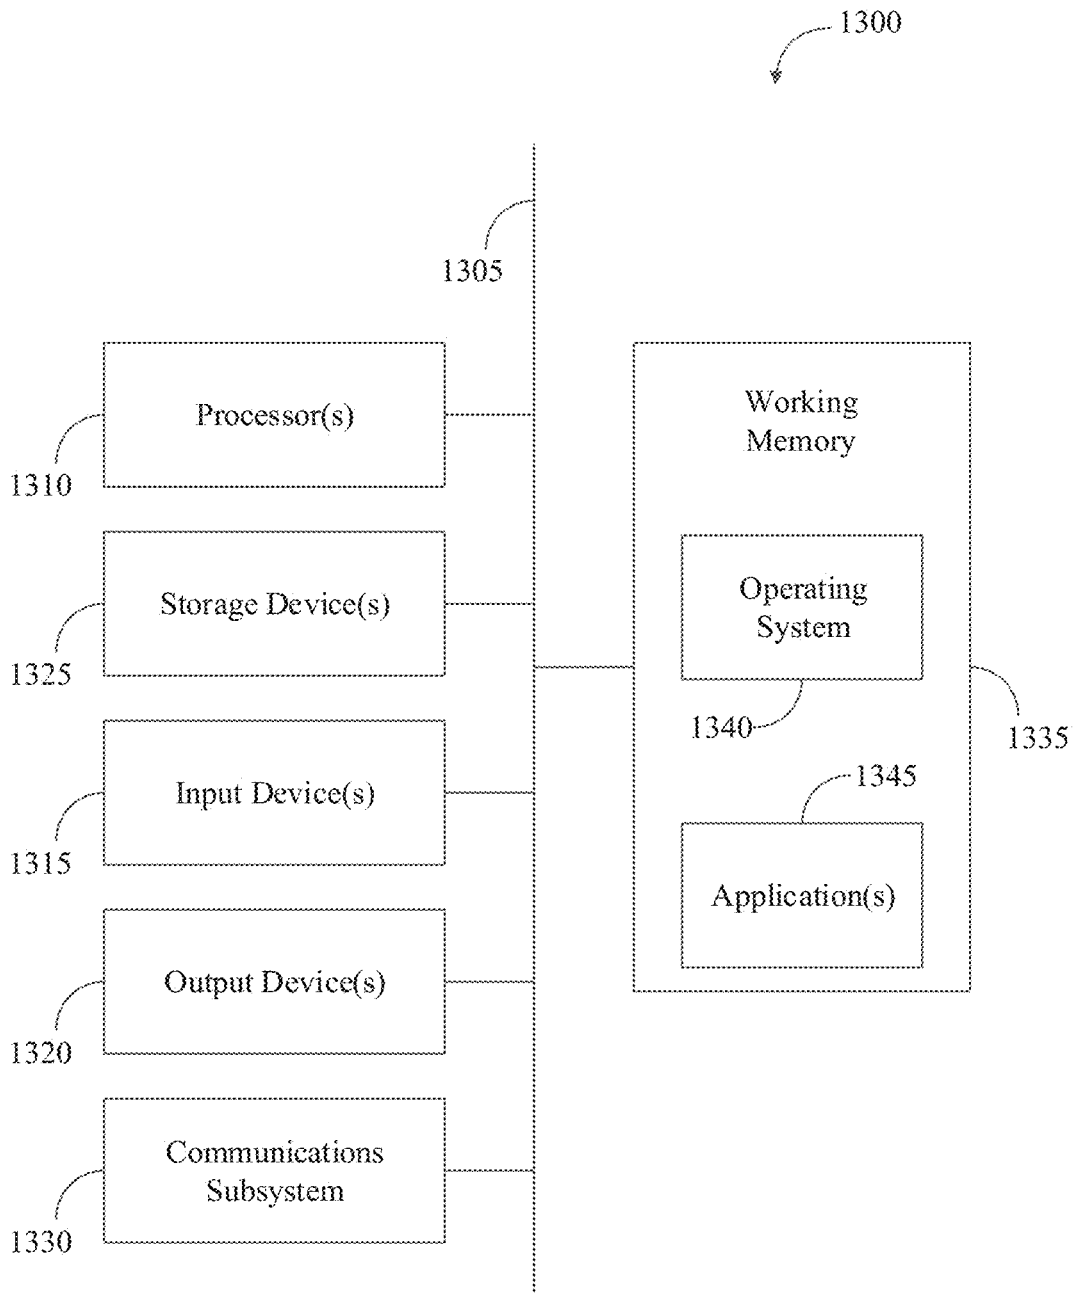 1300
1305
Processor(s)
1310
Storage Device(s)
1325
Input Device(s)
1315
Output Device(s)
1320
Communications
Subsystem
1330
Working
Memory
Operating
System
1340
1335
1345
Application(s)